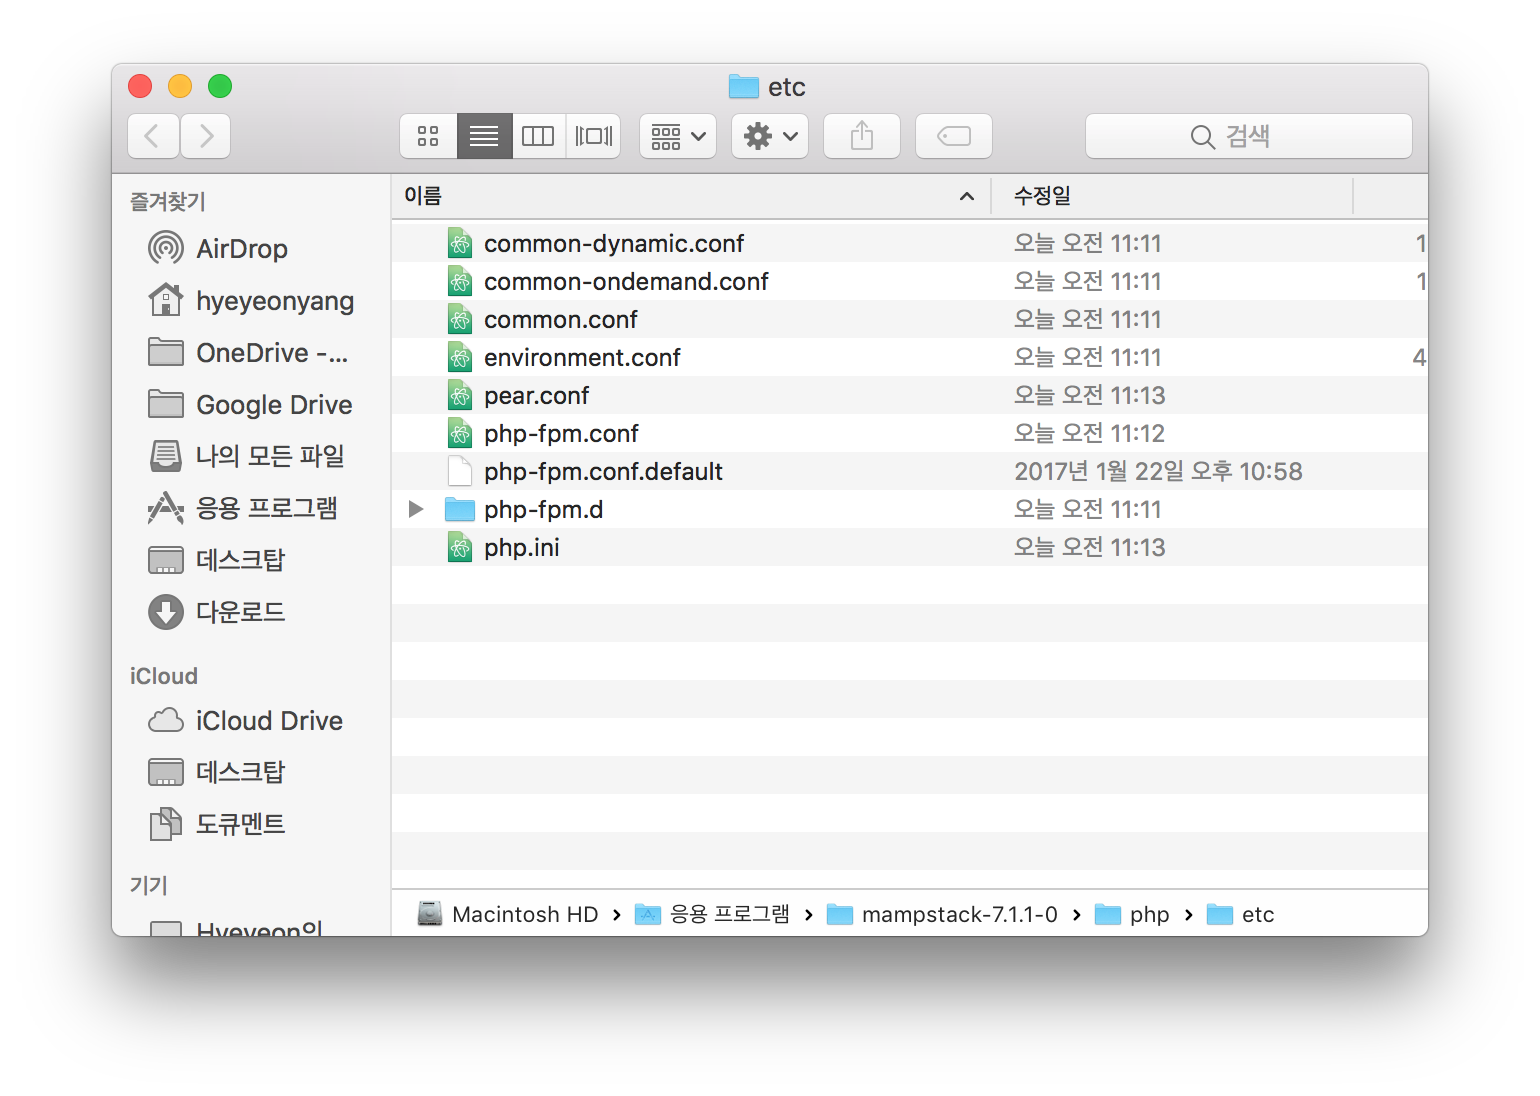 etc
검색
즐겨찾기
AirDrop
hyeyeonyang
OneDrive -...
Google Drive
나의 모든 파일
응용 프로그램
데스크탑
다운로드
iCloud
iCloud Drive
데스크탑
도큐멘트
기기
Hyeyeon의
이름 수정일
common-dynamic.conf 오늘 오전 11:11 1
common-ondemand.conf 오늘 오전 11:11 1
common.conf 오늘 오전 11:11
environment.conf 오늘 오전 11:11 4
pear.conf 오늘 오전 11:13
php-fpm.conf 오늘 오전 11:12
php-fpm.conf.default 2017년 1월 22일 오후 10:58
php-fpm.d 오늘 오전 11:11
php.ini 오늘 오전 11:13
Macintosh HD › 응용 프로그램 › mampstack-7.1.1-0 › php › etc